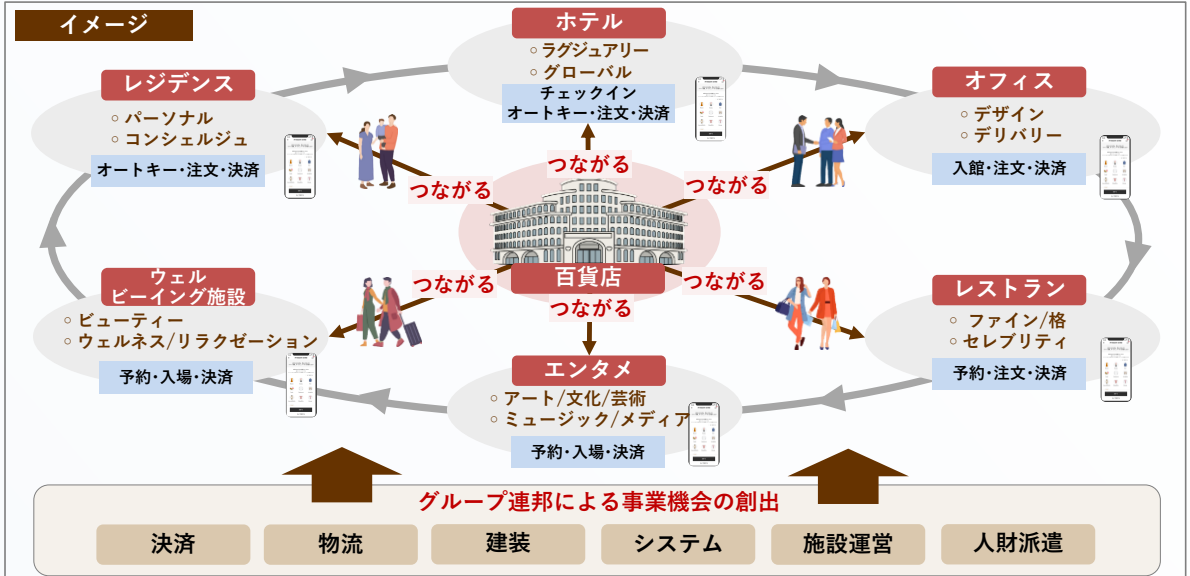 イメージ
ホテル
○ ラグジュアリー
○ グローバル
チェックイン
オートキー・注文・決済
レジデンス
○ パーソナル
○ コンシェルジュ
オートキー・注文・決済
オフィス
○ デザイン
○ デリバリー
入館・注文・決済
つながる
つながる
つながる
百貨店
つながる
つながる
つながる
ウェル
ビーイング施設
○ ビューティー
○ ウェルネス/リラクゼーション
予約・入場・決済
レストラン
○ ファイン/格
○ セレブリティ
予約・注文・決済
エンタメ
○ アート/文化/芸術
○ ミュージック/メディア
予約・入場・決済
グループ連邦による事業機会の創出
決済
物流
建装
システム
施設運営
人財派遣